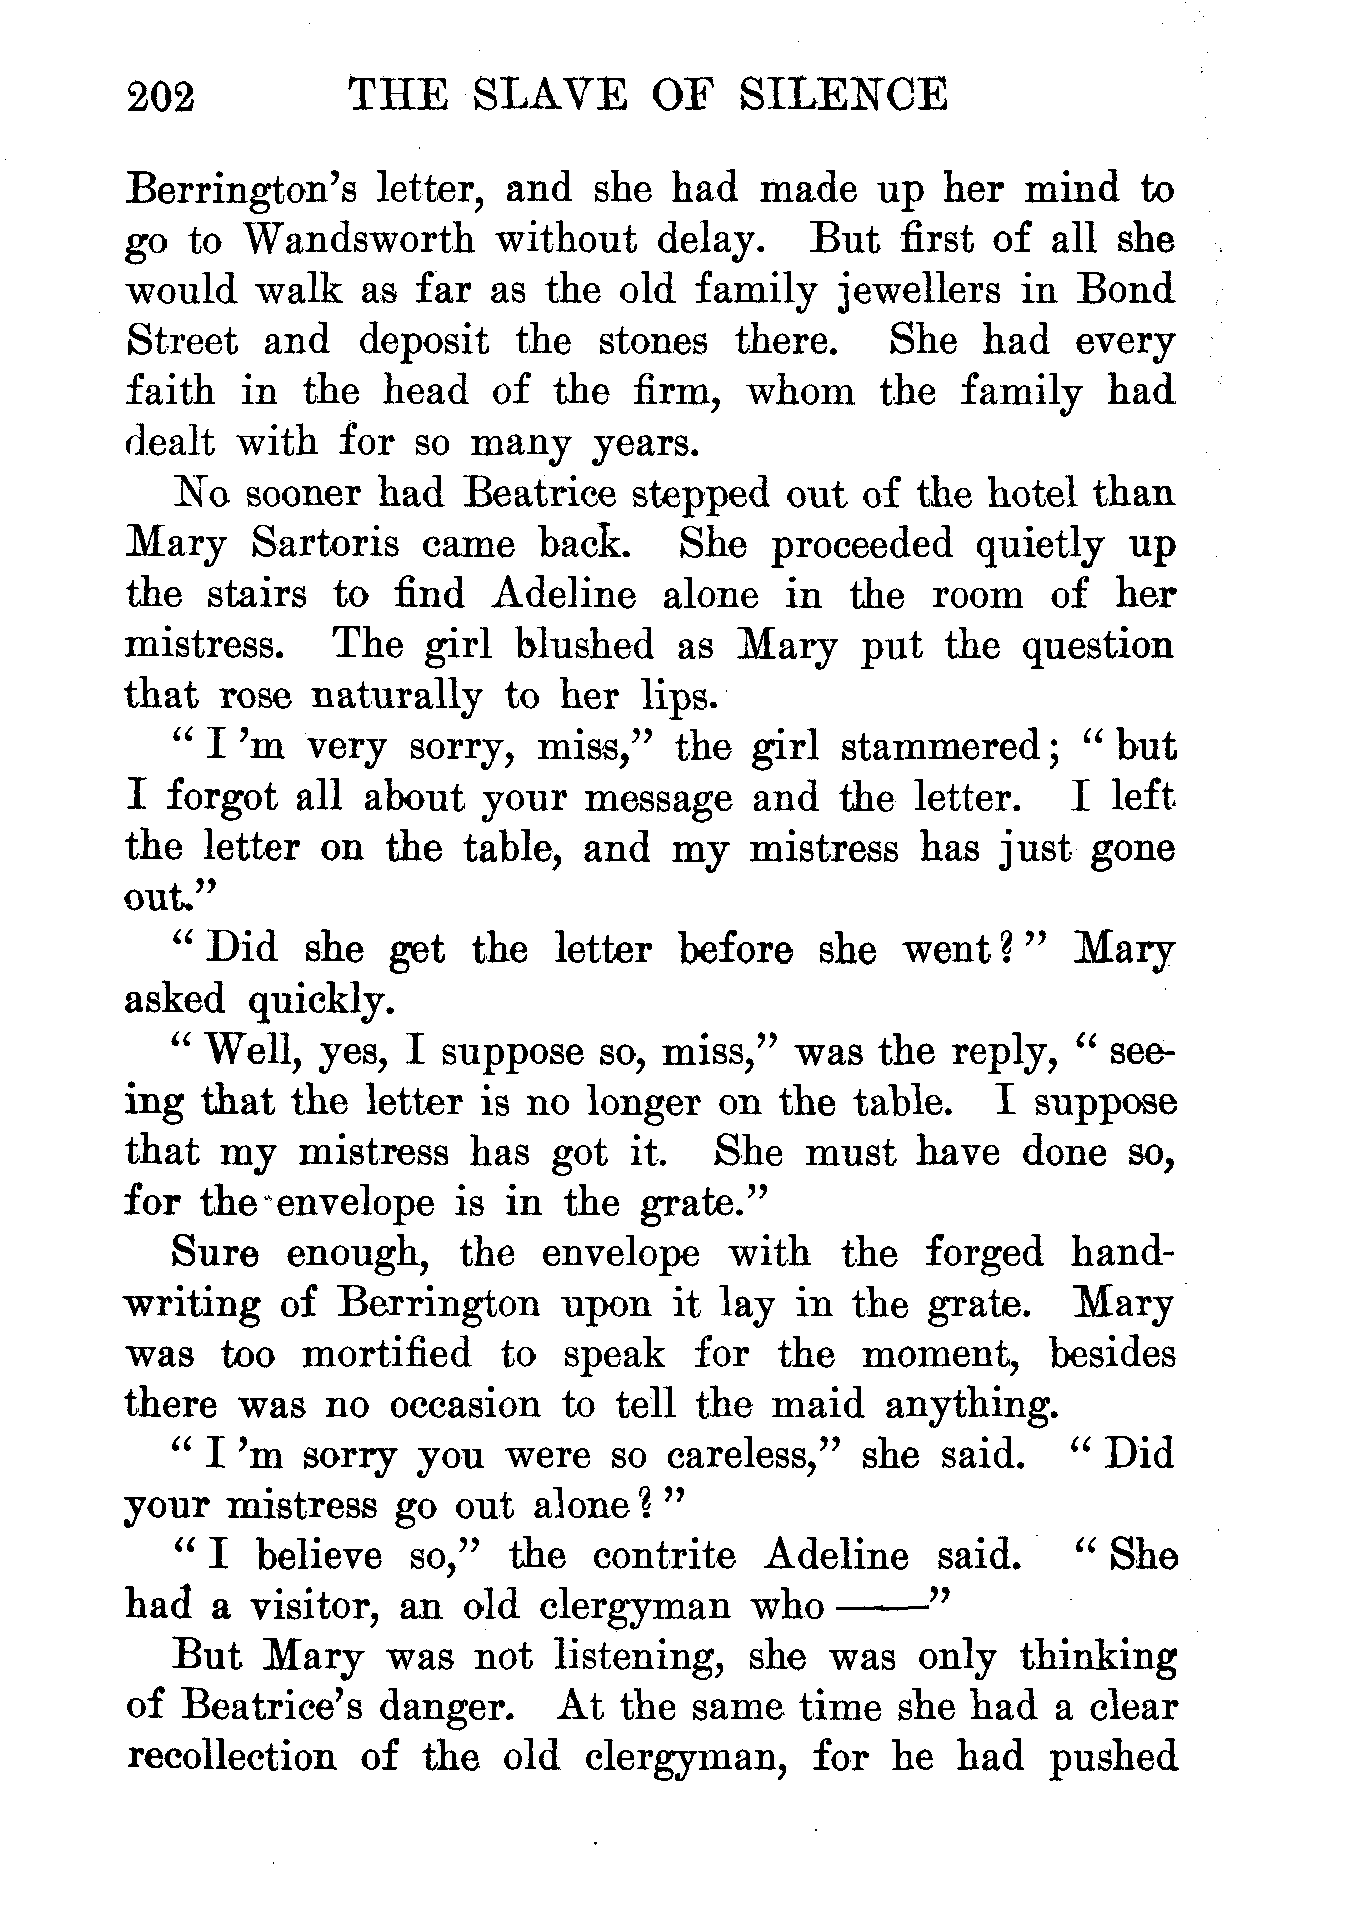 202 THE SLAVE OF SILENCE
Berrington's letter, and she had made up her mind to
go to Wandsworth without delay. But first of all she
would walk as far as the old family jewellers in Bond
Street and deposit the stones there. She had every
faith in the head of the firm, whom the family had
dealt with for so many years.
No sooner had Beatrice stepped out of the hotel than
Mary Sartoris came back. She proceeded quietly up
the stairs to find Adeline alone in the room of her
mistress. The girl blushed as Mary put the question
that rose naturally to her lips.
" I 'm very sorry, miss," the girl stammered; " but
I forgot all about your message and the letter. I left
the letter on the table, and my mistress has just gone
out."
" Did she get the letter before she went? " Mary
asked quickly.
" Well, yes, I suppose so, miss," was the reply, " see-
ing that the letter is no longer on the table. I suppose
that my mistress has got it. She must have done so,
for the envelope is in the grate."
Sure enough, the envelope with the forged hand-
writing of Berrington upon it lay in the grate. Mary
was too mortified to speak for the moment, besides
there was no occasion to tell the maid anything.
" I 'm sorry you were so careless," she said. " Did
your mistress go out alone? "
" I believe so," the contrite Adeline said. " She
had a visitor, an old clergyman who ——"
But Mary was not listening, she was only thinking
of Beatrice's danger. At the same time she had a clear
recollection of the old clergyman, for he had pushed